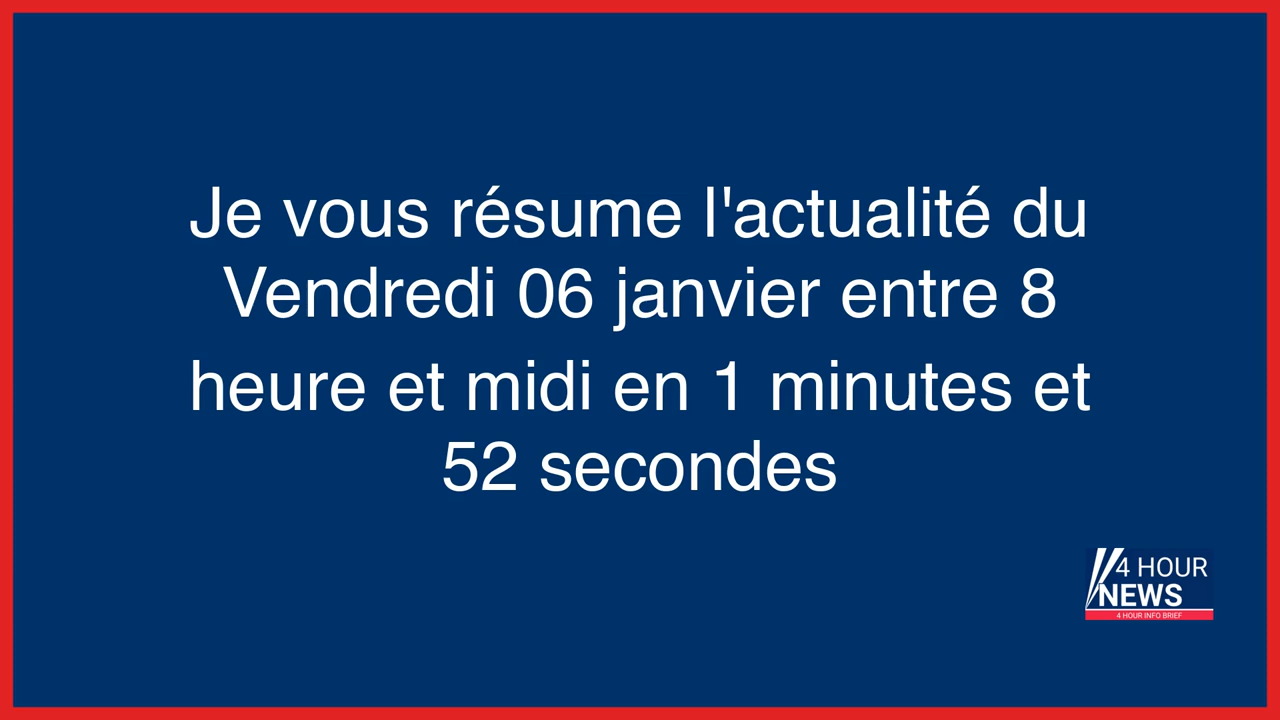 Je vous résume l'actualité du
Vendredi 06 janvier entre 8
heure et midi en 1 minutes et
52 secondes
4 HOUR
NEWS
4 HOUR INFO BRIEF